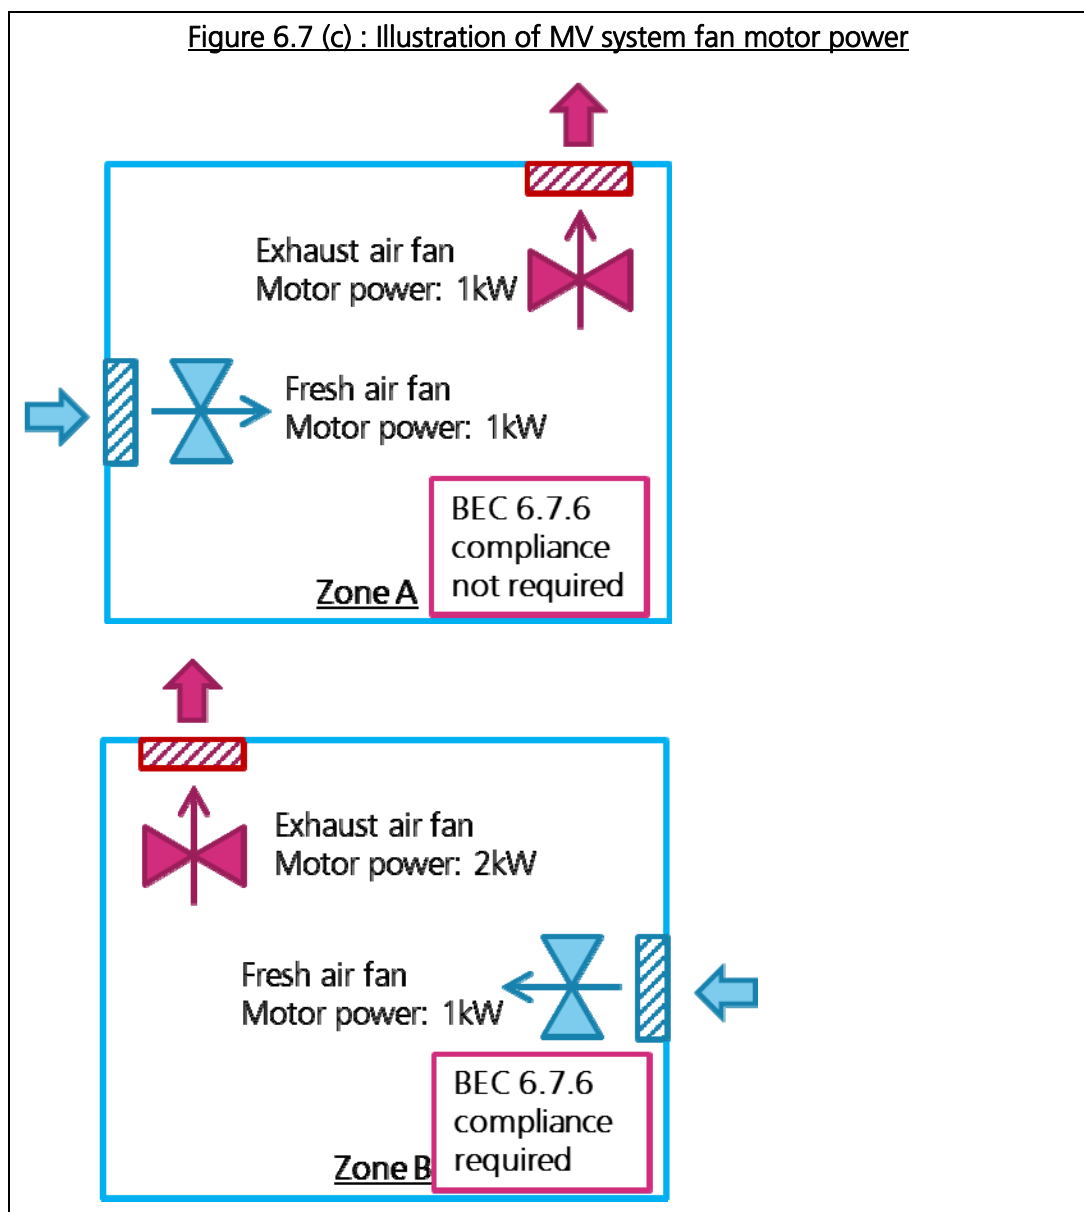 Figure 6.7 (c) : Illustration of MV system fan motor power
Exhaust air fan
Motor power: 1kW
Fresh air fan
Motor power: 1kW
BEC 6.7.6
compliance
not required
Zone A
Exhaust air fan
Motor power: 2kW
Fresh air fan
Motor power: 1kW
BEC 6.7.6
compliance
required
Zone B